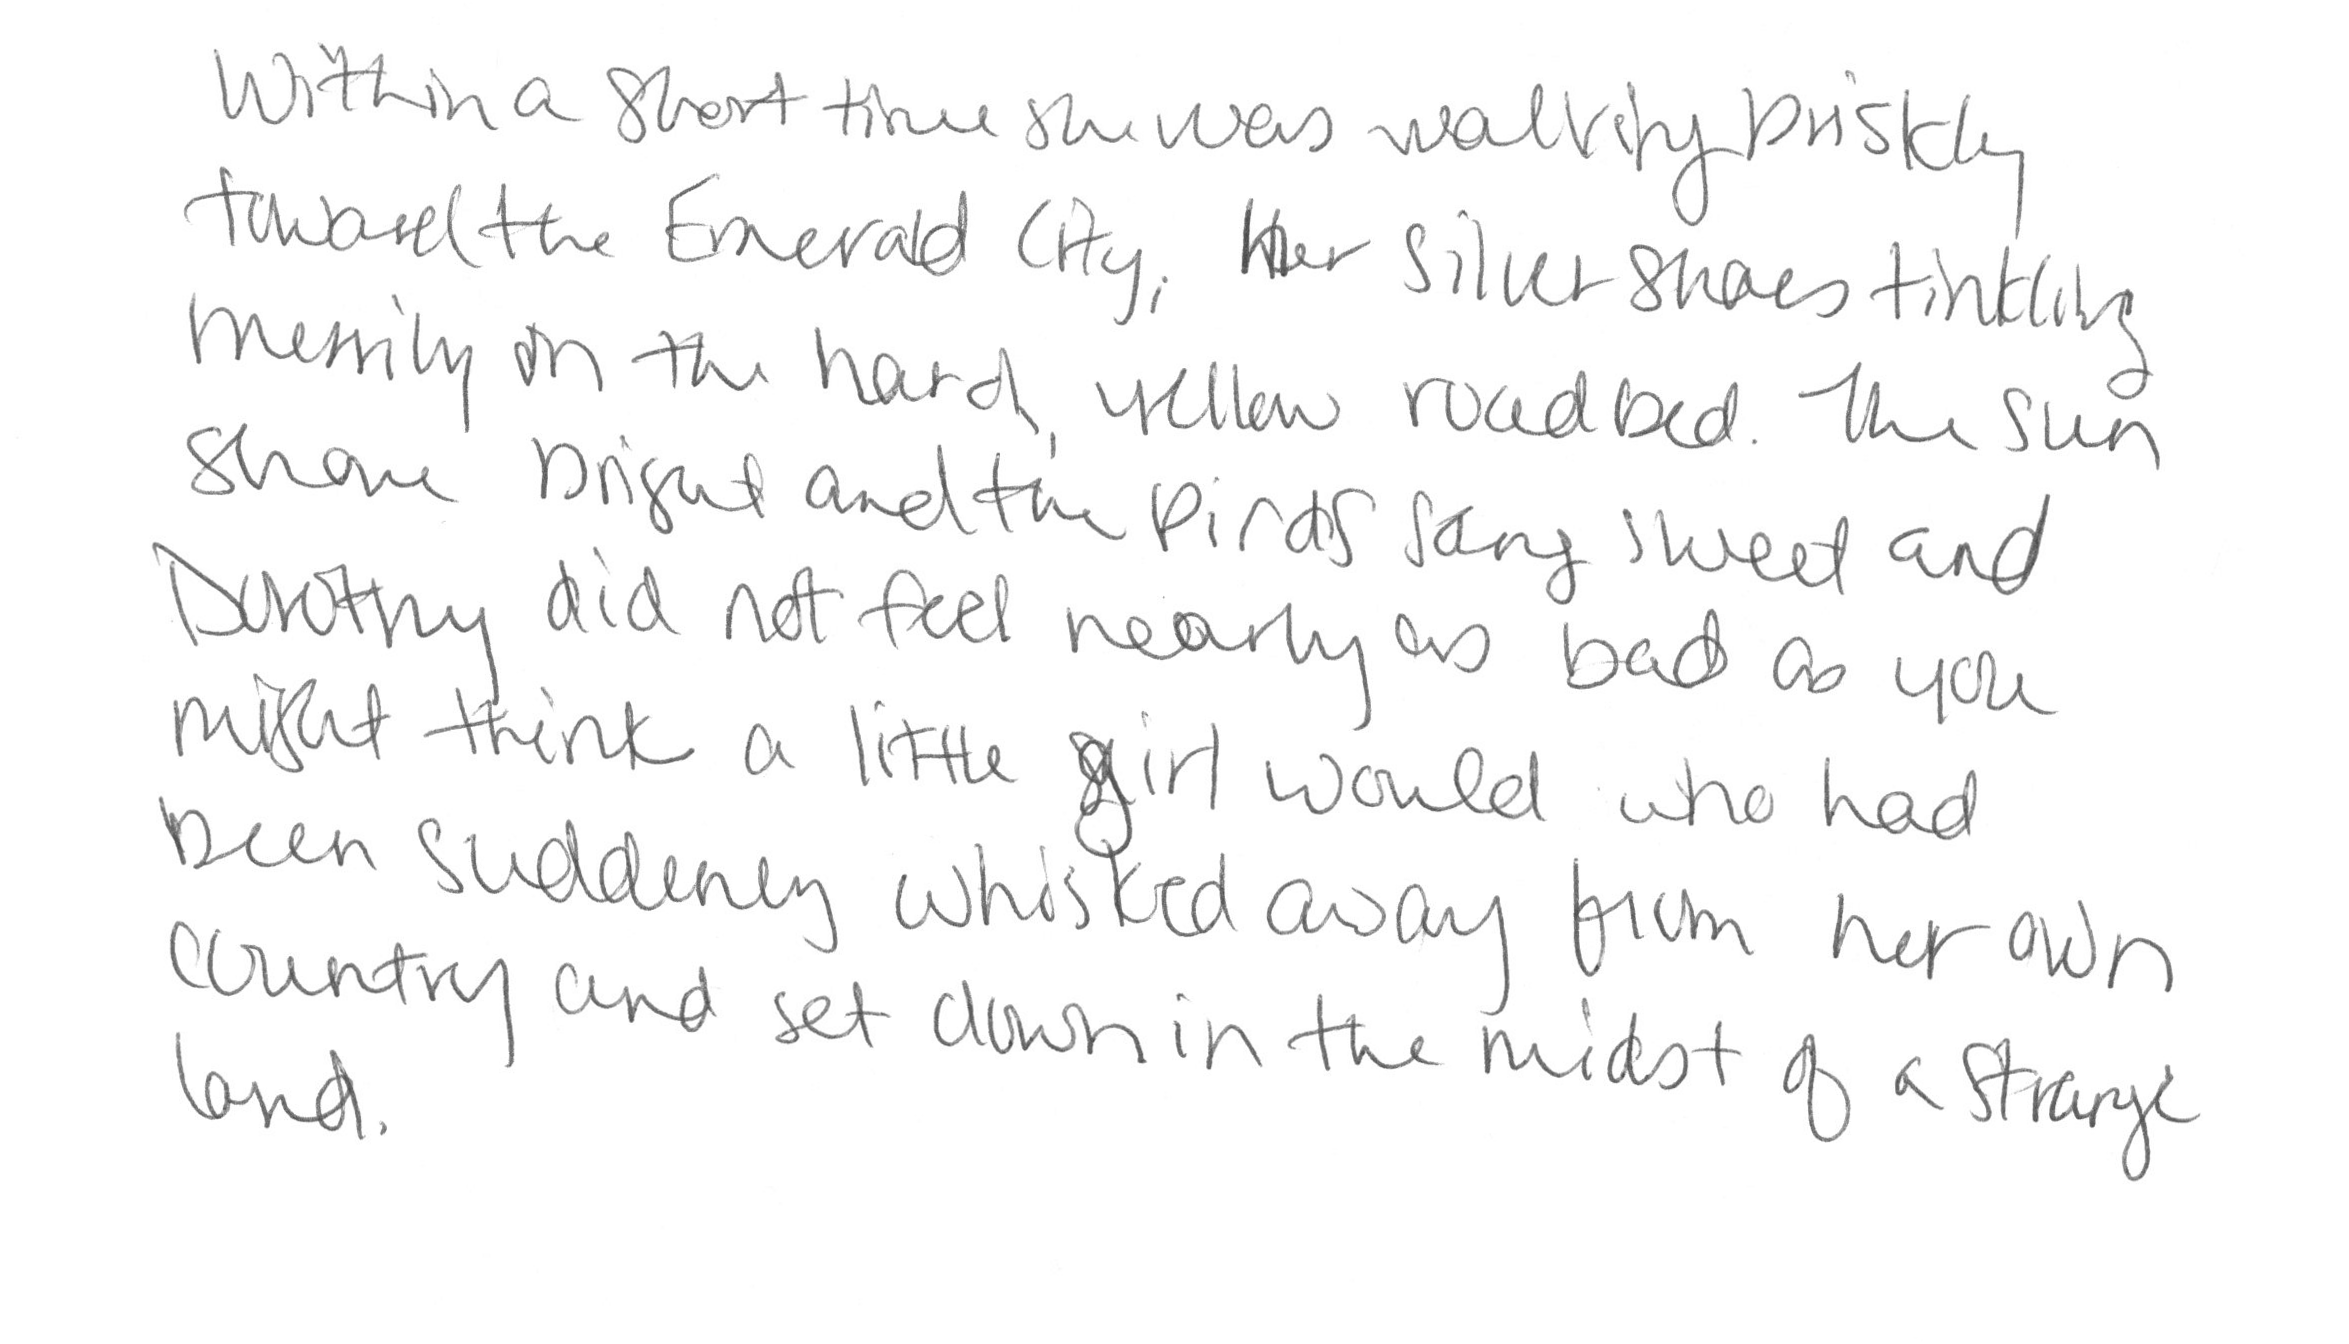 Within a short time she was walking briskly
toward the Emerald City, Her silver shoes tinkling
merrily on the hard, yellow roadbed. The sun
shone bright and the birds sang sweet and
Dorothy did not feel nearly as bad as you
might think a little girl would who had
been suddenly whisked away from her own
country and set down in the midst of a strange
land.